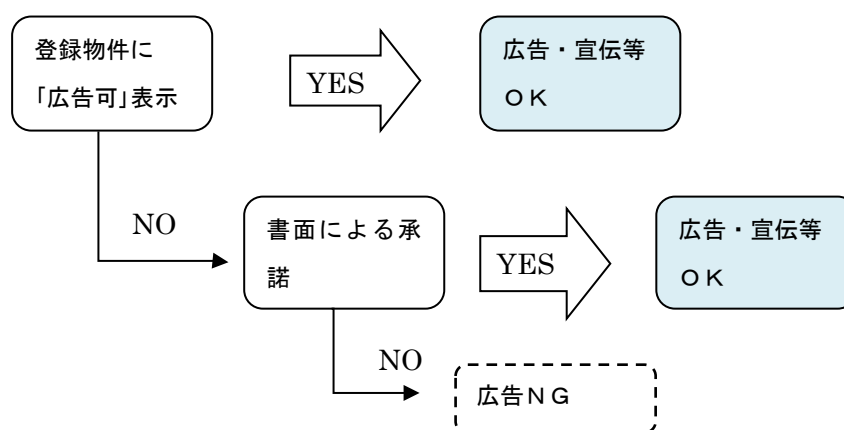 登録物件に
「広告可」表示
YES
広告・宣伝等
ＯＫ
NO
書面による承
諾
YES
広告・宣伝等
ＯＫ
NO
広告ＮＧ